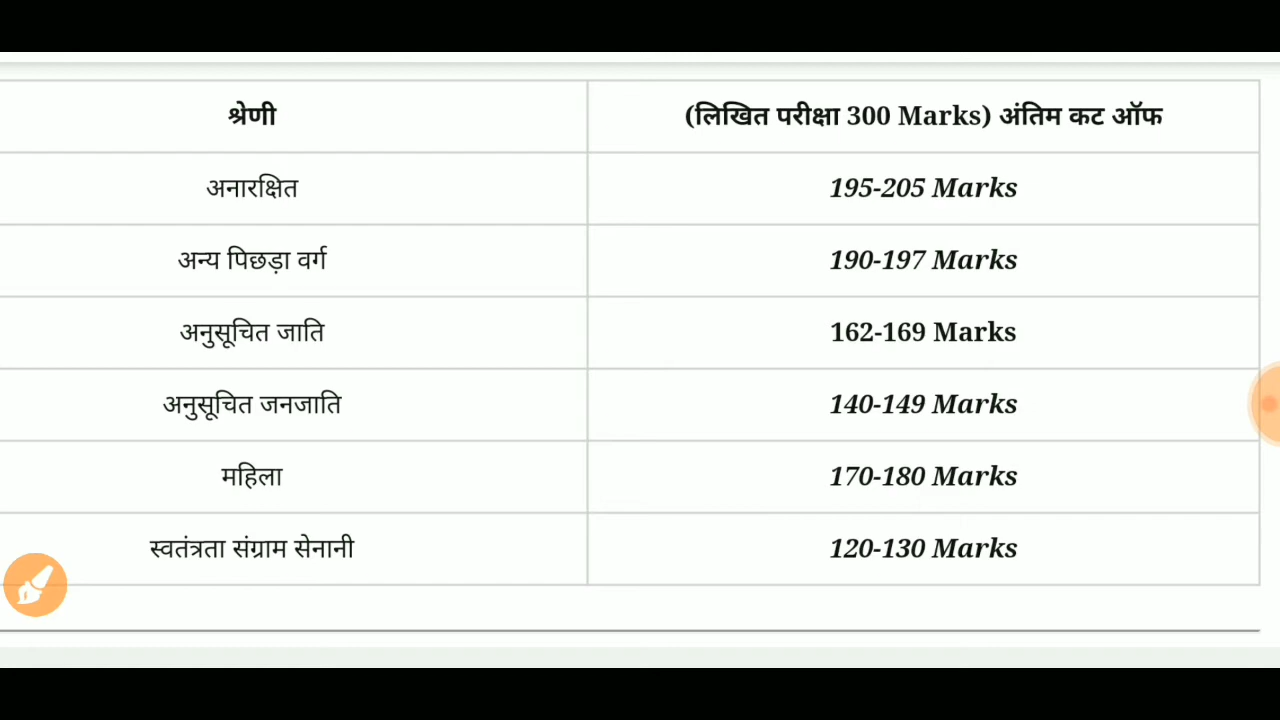 श्रेणी (लिखित परीक्षा 300 Marks) अंतिम कट ऑफ
अनारक्षित 195-205 Marks
अन्य पिछड़ा वर्ग 190-197 Marks
अनुसूचित जाति 162-169 Marks
अनुसूचित जनजाति 140-149 Marks
महिला 170-180 Marks
स्वतंत्रता संग्राम सेनानी 120-130 Marks